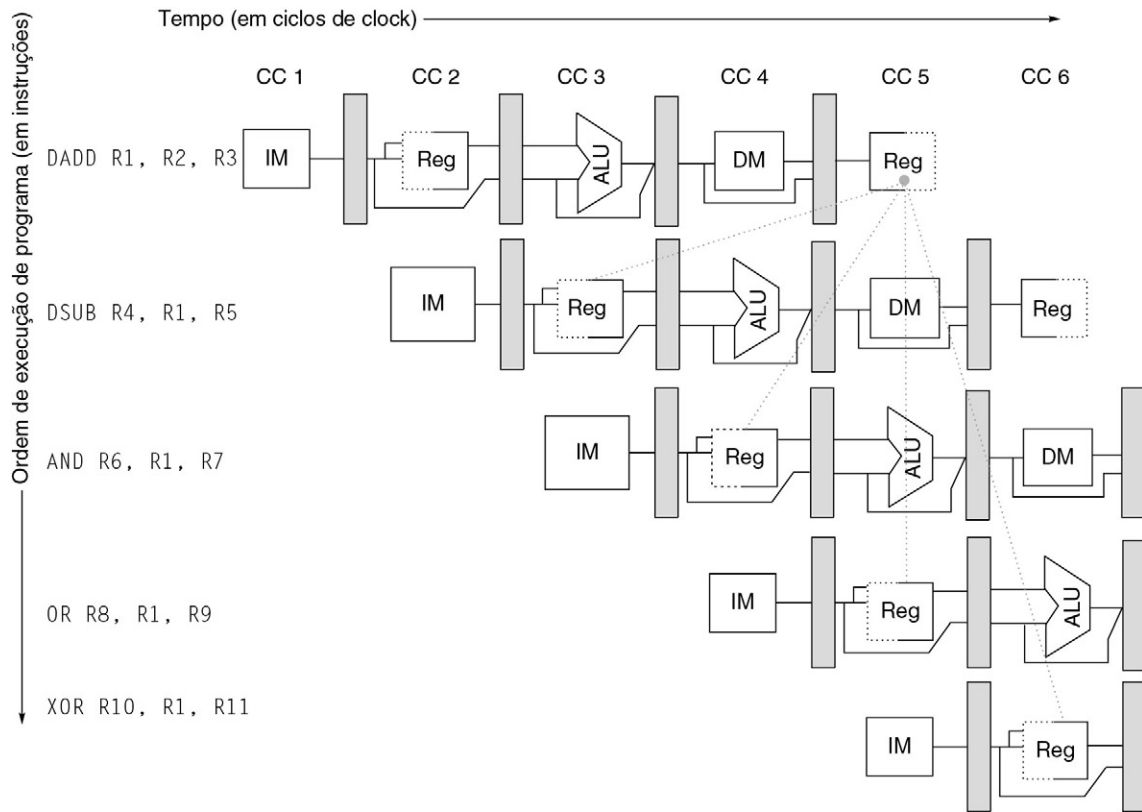 Tempo (em ciclos de clock)
Ordem de execução de programa (em instruções)
CC 1 CC 2 CC 3 CC 4 CC 5 CC 6
DADD R1, R2, R3 IM Reg ALU DM Reg
DSUB R4, R1, R5 IM Reg ALU DM Reg
AND R6, R1, R7 IM Reg ALU DM
OR R8, R1, R9 IM Reg ALU
XOR R10, R1, R11 IM Reg